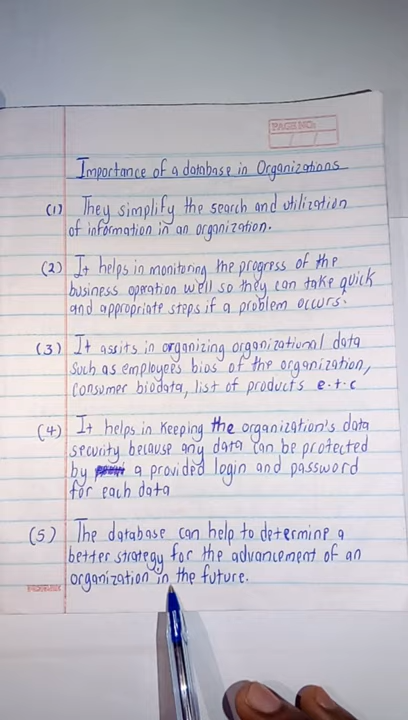 PAGE NO:
Importance of a database in Organizations
(1) They simplify the search and utilization
of information in an organization.
(2) It helps in monitoring the progress of the
business operation well so they can take quick
and appropriate steps if a problem occurs.
(3) It assits in organizing organizational data
such as employees bios of the organization,
consumer biodata, list of products e.t.c
(4) It helps in keeping the organization's data
security because any data can be protected
by a provided login and password
for each data
(5) The database can help to determine a
better strategy for the advancement of an
organization in the future.